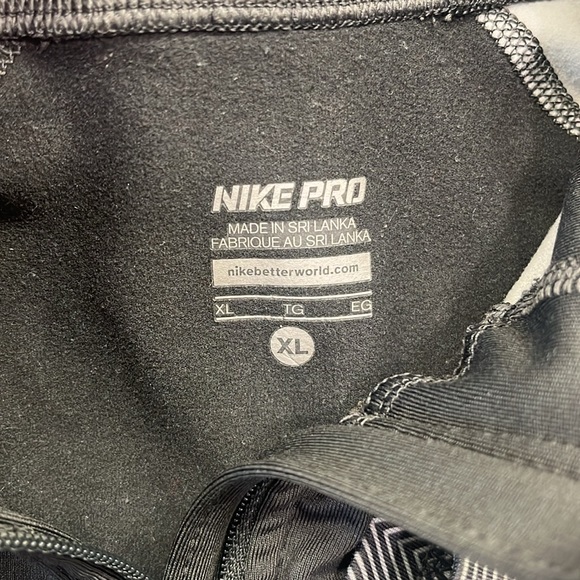 NIKE PRO
MADE IN SRI LANKA
FABRIQUE AU SRI LANKA
nikebetterworld.com
XL TG EG
XL